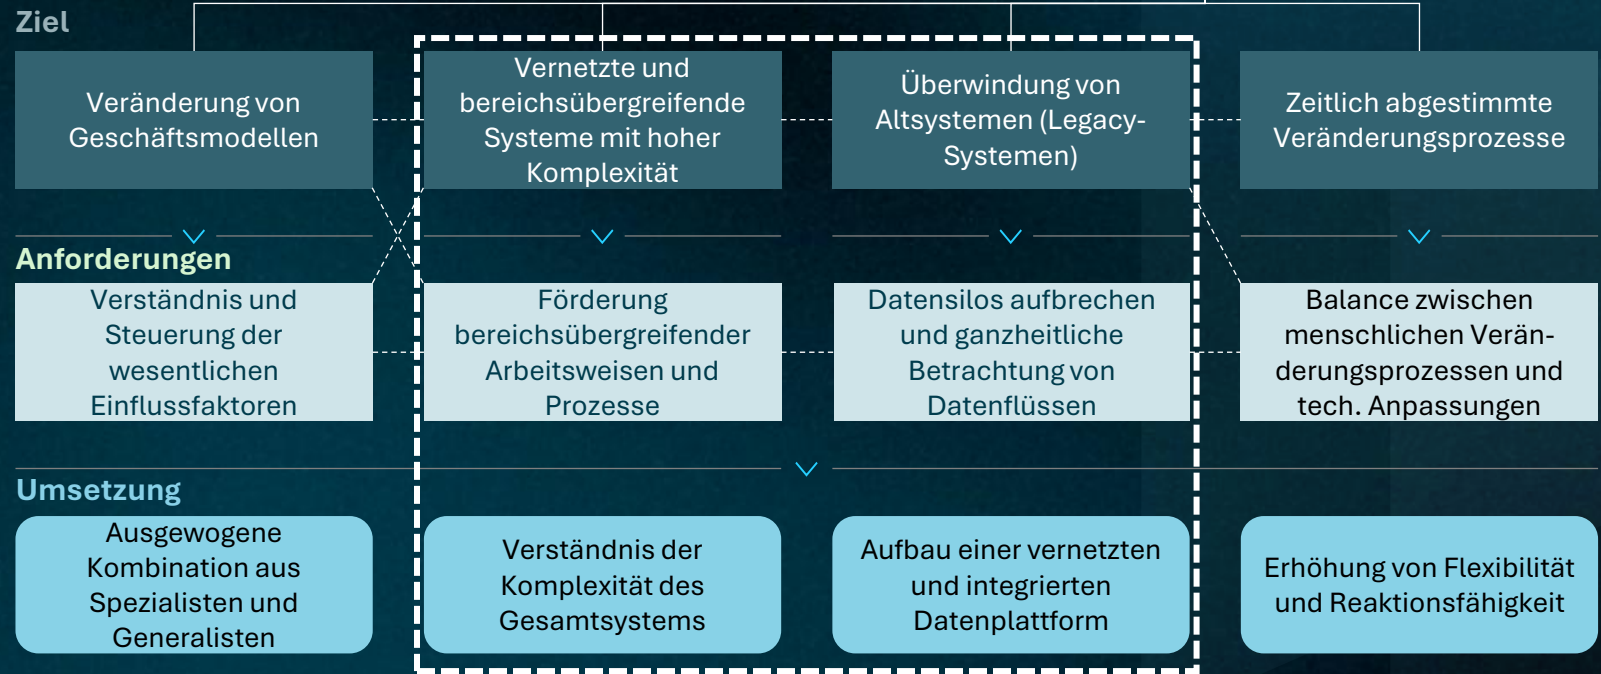 Ziel
Veränderung von
Geschäftsmodellen
Vernetzte und
bereichsübergreifende
Systeme mit hoher
Komplexität
Überwindung von
Altsystemen (Legacy-
Systemen)
Zeitlich abgestimmte
Veränderungsprozesse
Anforderungen
Verständnis und
Steuerung der
wesentlichen
Einflussfaktoren
Förderung
bereichsübergreifender
Arbeitsweisen und
Prozesse
Datensilos aufbrechen
und ganzheitliche
Betrachtung von
Datenflüssen
Balance zwischen
menschlichen Verän-
derungsprozessen und
tech. Anpassungen
Umsetzung
Ausgewogene
Kombination aus
Spezialisten und
Generalisten
Verständnis der
Komplexität des
Gesamtsystems
Aufbau einer vernetzten
und integrierten
Datenplattform
Erhöhung von Flexibilität
und Reaktionsfähigkeit